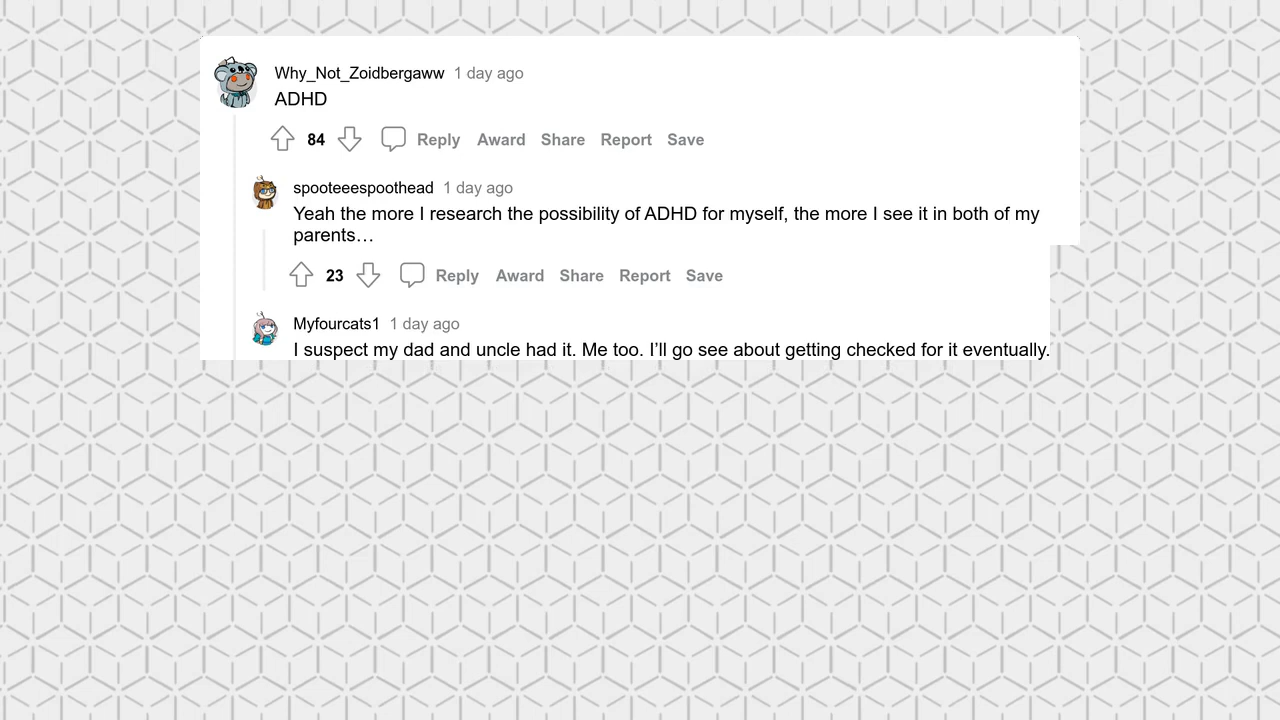 Why_Not_Zoidbergaww 1 day ago
ADHD
84 Reply Award Share Report Save
spooteeespoothead 1 day ago
Yeah the more I research the possibility of ADHD for myself, the more I see it in both of my
parents…
23 Reply Award Share Report Save
Myfourcats1 1 day ago
I suspect my dad and uncle had it. Me too. I’ll go see about getting checked for it eventually.